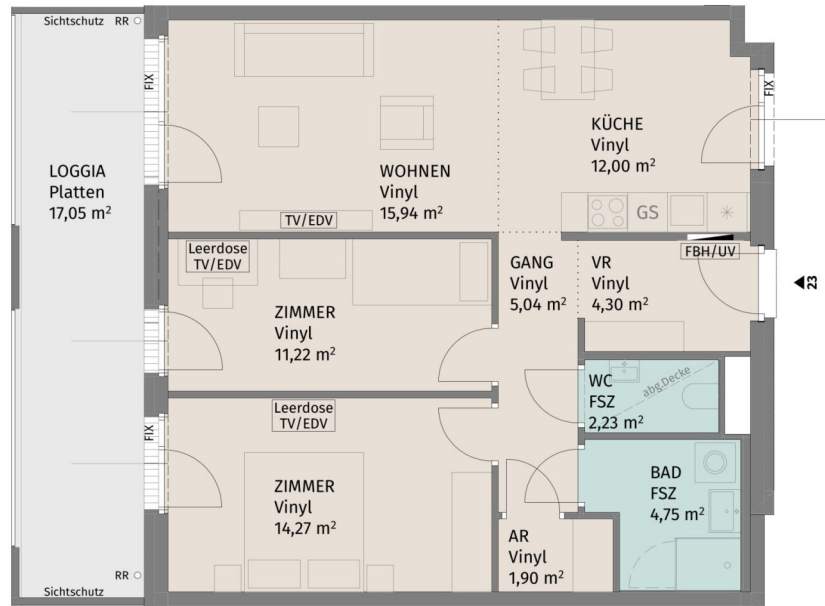 Sichtschutz RR
FIX
LOGGIA
Platten
17,05 m²
WOHNEN
Vinyl
15,94 m²
TV/EDV
KÜCHE
Vinyl
12,00 m²
FIX
GS
Leerdose
TV/EDV
ZIMMER
Vinyl
11,22 m²
GANG
Vinyl
5,04 m²
VR
Vinyl
4,30 m²
FBH/UV
23
WC
FSZ
2,23 m²
abg.Decke
Leerdose
TV/EDV
FIX
ZIMMER
Vinyl
14,27 m²
BAD
FSZ
4,75 m²
AR
Vinyl
1,90 m²
RR
Sichtschutz